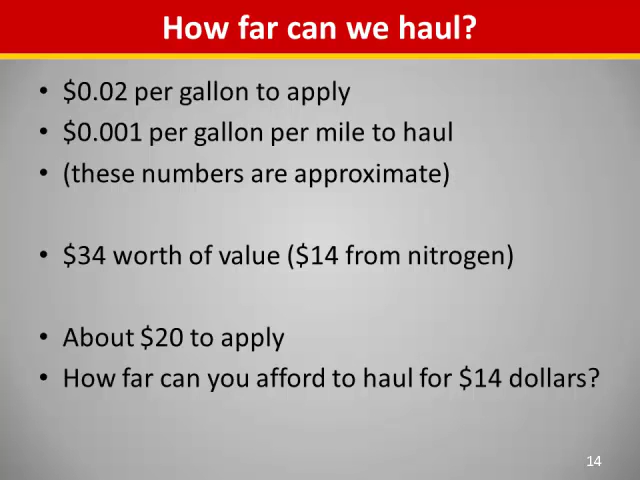 How far can we haul?
• $0.02 per gallon to apply
• $0.001 per gallon per mile to haul
• (these numbers are approximate)
• $34 worth of value ($14 from nitrogen)
• About $20 to apply
• How far can you afford to haul for $14 dollars?
14